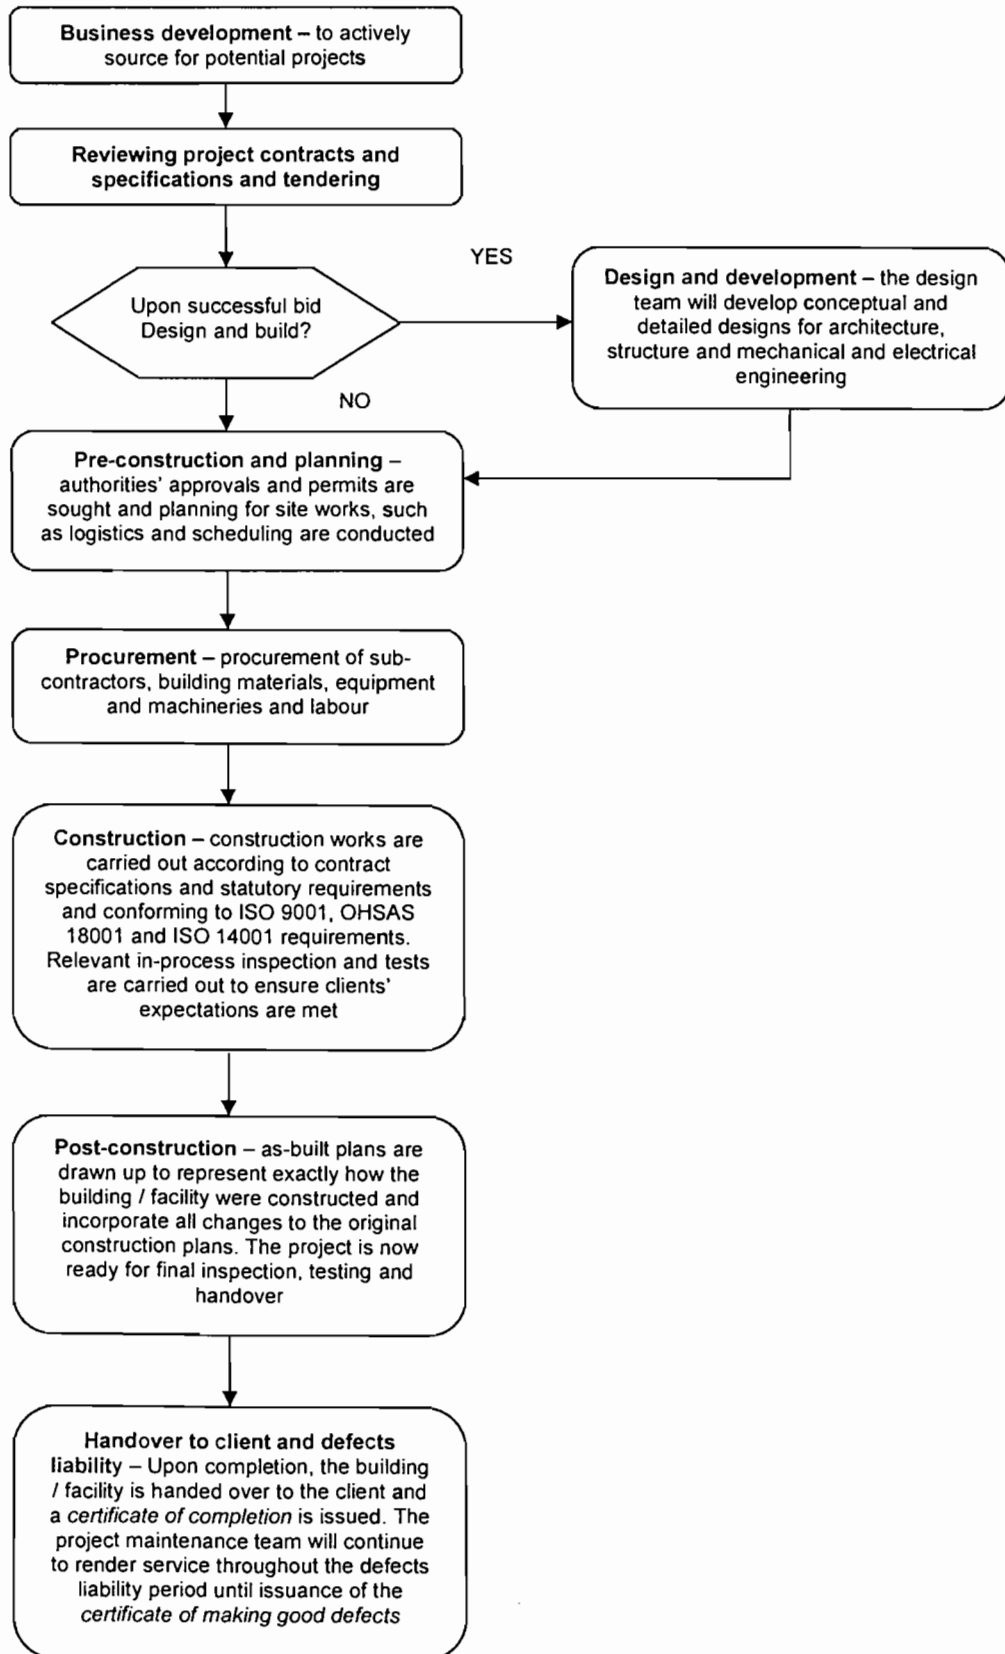 Business development – to actively
source for potential projects
Reviewing project contracts and
specifications and tendering
YES
Upon successful bid
Design and build?
Design and development – the design
team will develop conceptual and
detailed designs for architecture,
structure and mechanical and electrical
engineering
NO
Pre-construction and planning –
authorities' approvals and permits are
sought and planning for site works, such
as logistics and scheduling are conducted
Procurement – procurement of sub-
contractors, building materials, equipment
and machineries and labour
Construction – construction works are
carried out according to contract
specifications and statutory requirements
and conforming to ISO 9001, OHSAS
18001 and ISO 14001 requirements.
Relevant in-process inspection and tests
are carried out to ensure clients'
expectations are met
Post-construction – as-built plans are
drawn up to represent exactly how the
building / facility were constructed and
incorporate all changes to the original
construction plans. The project is now
ready for final inspection, testing and
handover
Handover to client and defects
liability – Upon completion, the building
/ facility is handed over to the client and
a certificate of completion is issued. The
project maintenance team will continue
to render service throughout the defects
liability period until issuance of the
certificate of making good defects